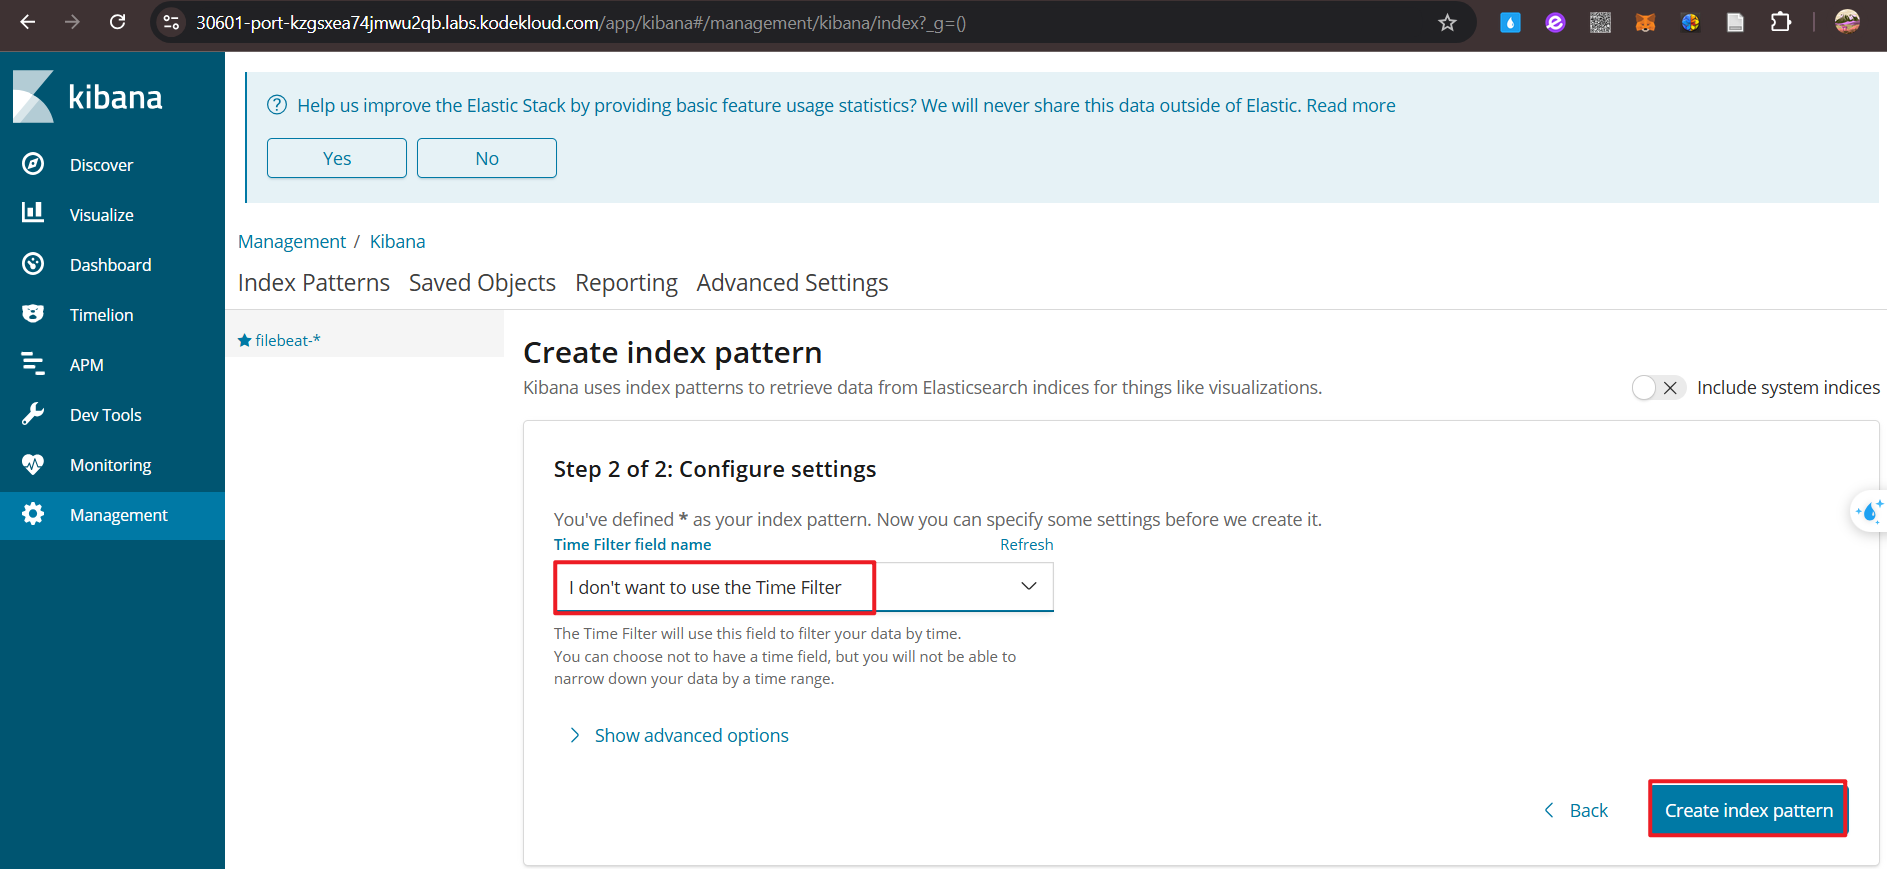 30601-port-kzgsxea74jmwu2qb.labs.kodekloud.com/app/kibana#/management/kibana/index?_g=()
kibana
Discover
Visualize
Dashboard
Timelion
APM
Dev Tools
Monitoring
Management
Help us improve the Elastic Stack by providing basic feature usage statistics? We will never share this data outside of Elastic. Read more
Yes No
Management / Kibana
Index Patterns Saved Objects Reporting Advanced Settings
filebeat-*
Create index pattern
Kibana uses index patterns to retrieve data from Elasticsearch indices for things like visualizations.
Include system indices
Step 2 of 2: Configure settings
You've defined * as your index pattern. Now you can specify some settings before we create it.
Time Filter field name Refresh
I don't want to use the Time Filter
The Time Filter will use this field to filter your data by time.
You can choose not to have a time field, but you will not be able to
narrow down your data by a time range.
Show advanced options
Back Create index pattern